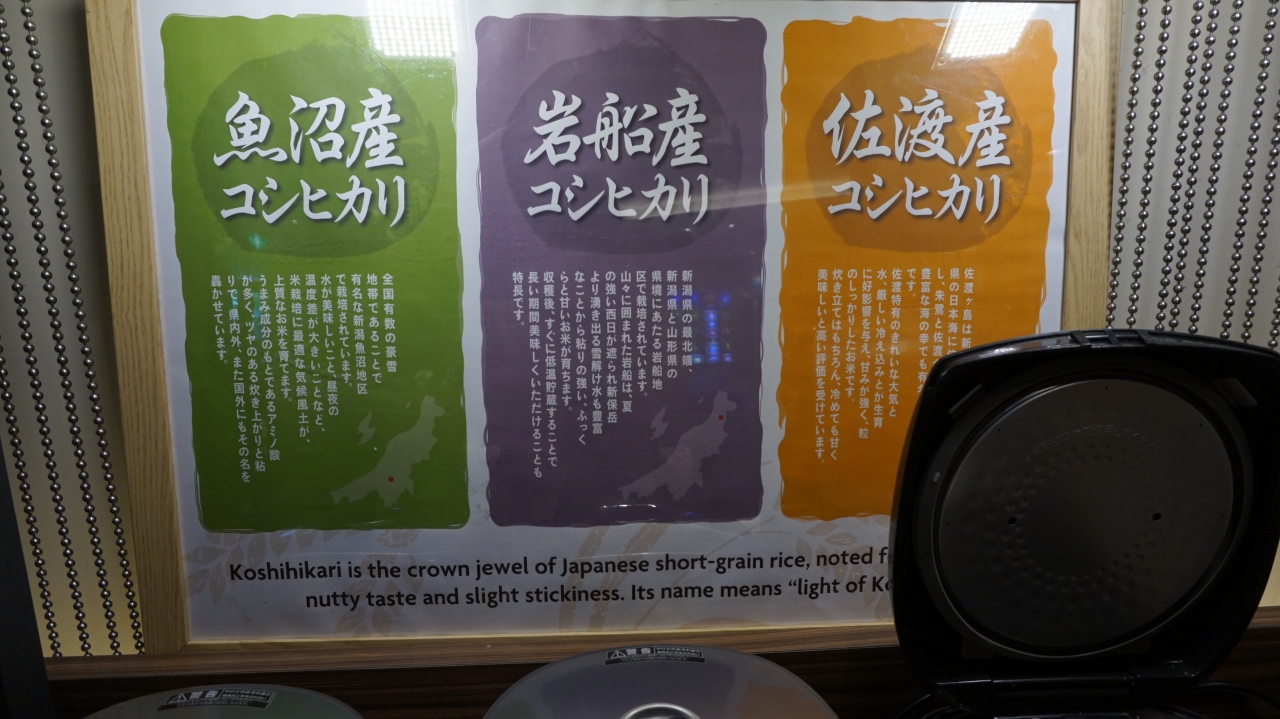 魚沼産
コシヒカリ
全国有数の豪雪
地帯であることで
有名な新潟魚沼地区
で栽培されています。
水が美味しいこと、昼夜の
温度差が大きいことなど、
米栽培に最適な気候風土が、
上質なお米を育てます。
うまみ成分のもとであるアミノ酸
が多く、ツヤのある炊き上がりと粘
りで県内外、また国外にもその名を
轟かせています。
岩船産
コシヒカリ
新潟県の最北端、
新潟県と山形県の
県境にあたる岩船地
区で栽培されています。
山々に囲まれた岩船は、夏
の強い西日が遮られ新保岳
より湧き出る雪解け水も豊富
なことから粘りの強い、ふっく
らと甘いお米が育ちます。
収穫後、すぐに低温貯蔵することで
長い期間美味しくいただけることも
特長です。
佐渡産
コシヒカリ
佐渡ヶ島は新
県の日本海に
し、朱鷺と佐渡
豊富な海の幸でも有
です。
佐渡特有のきれいな大気と
水、厳しい冷え込みとが生育
に好影響を与え、甘みが強く、粒
のしっかりしたお米です。
炊き立てはもちろん、冷めても甘く
美味しいと高い評価を受けています。
Koshihikari is the crown jewel of Japanese short-grain rice, noted
nutty taste and slight stickiness. Its name means “light of
警告
警告